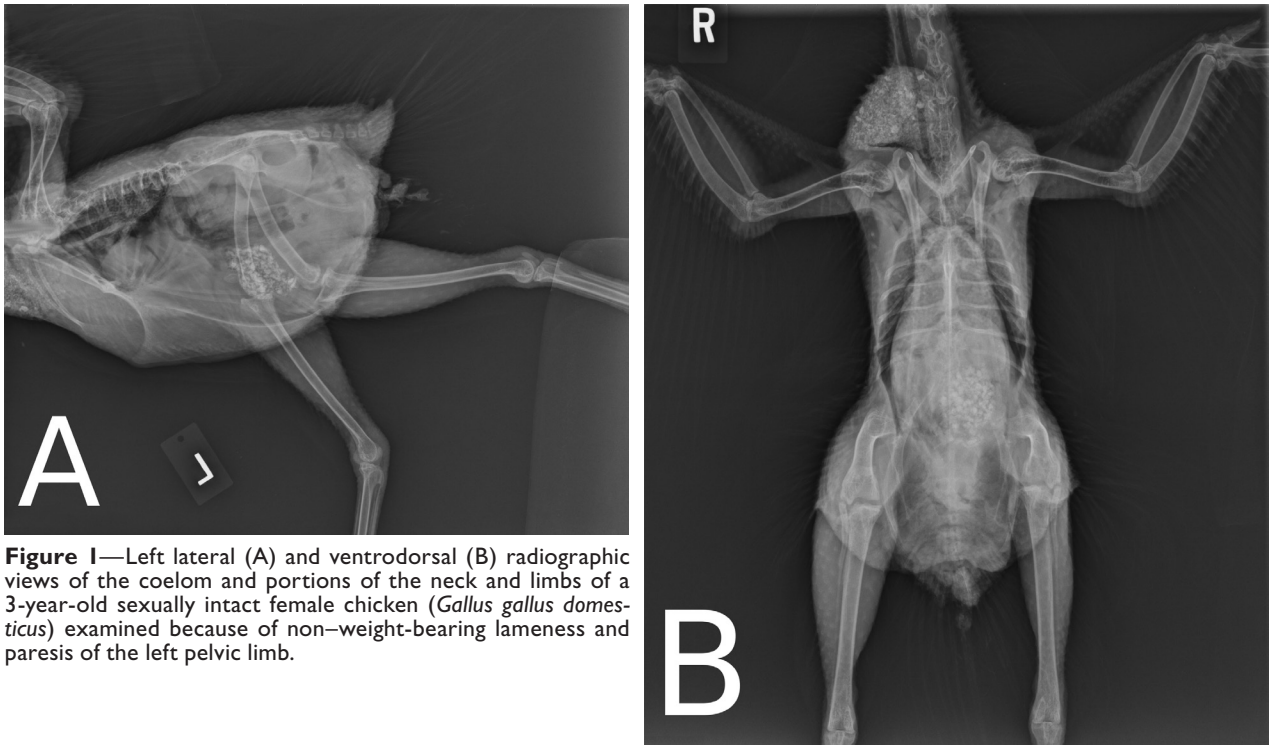 R
A
L
B
Figure 1—Left lateral (A) and ventrodorsal (B) radiographic
views of the coelom and portions of the neck and limbs of a
3-year-old sexually intact female chicken (Gallus gallus domes-
ticus) examined because of non–weight-bearing lameness and
paresis of the left pelvic limb.